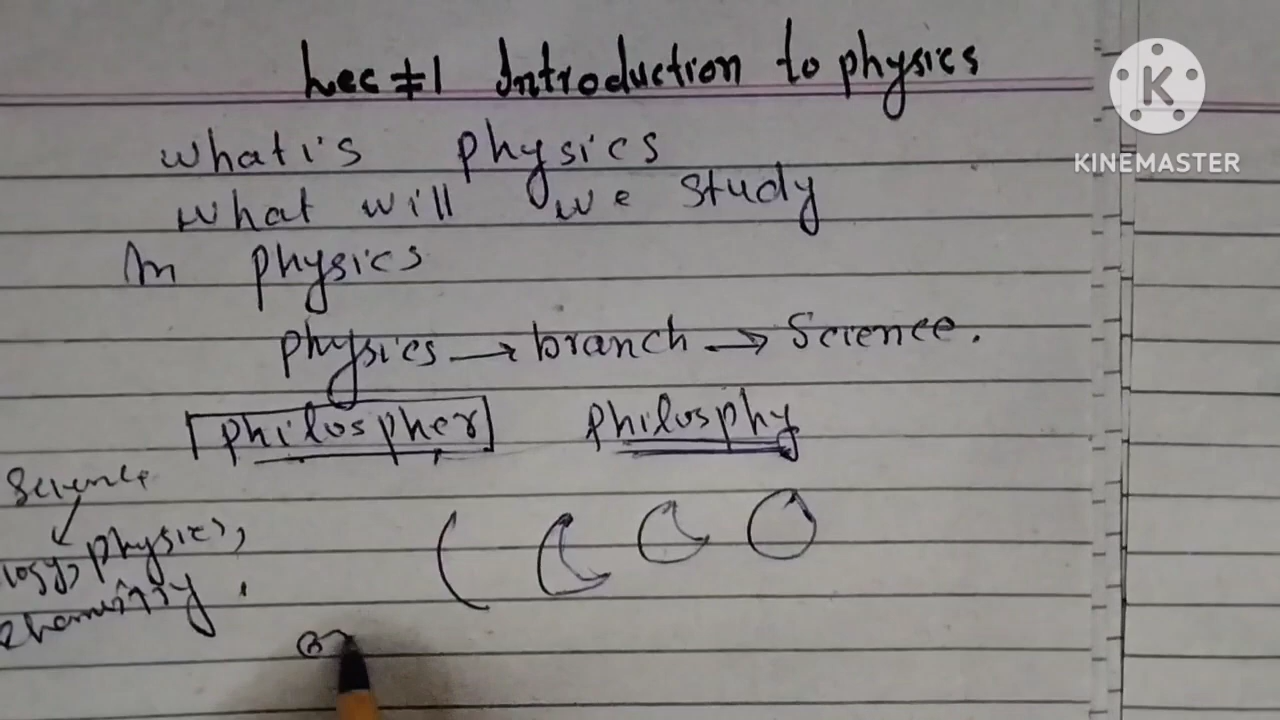 Lec #1 Introduction to physics
what is physics
what will we study
In physics
physics → branch → Science.
philospher Philosphy
Science
logy, physics,
K
KINEMASTER